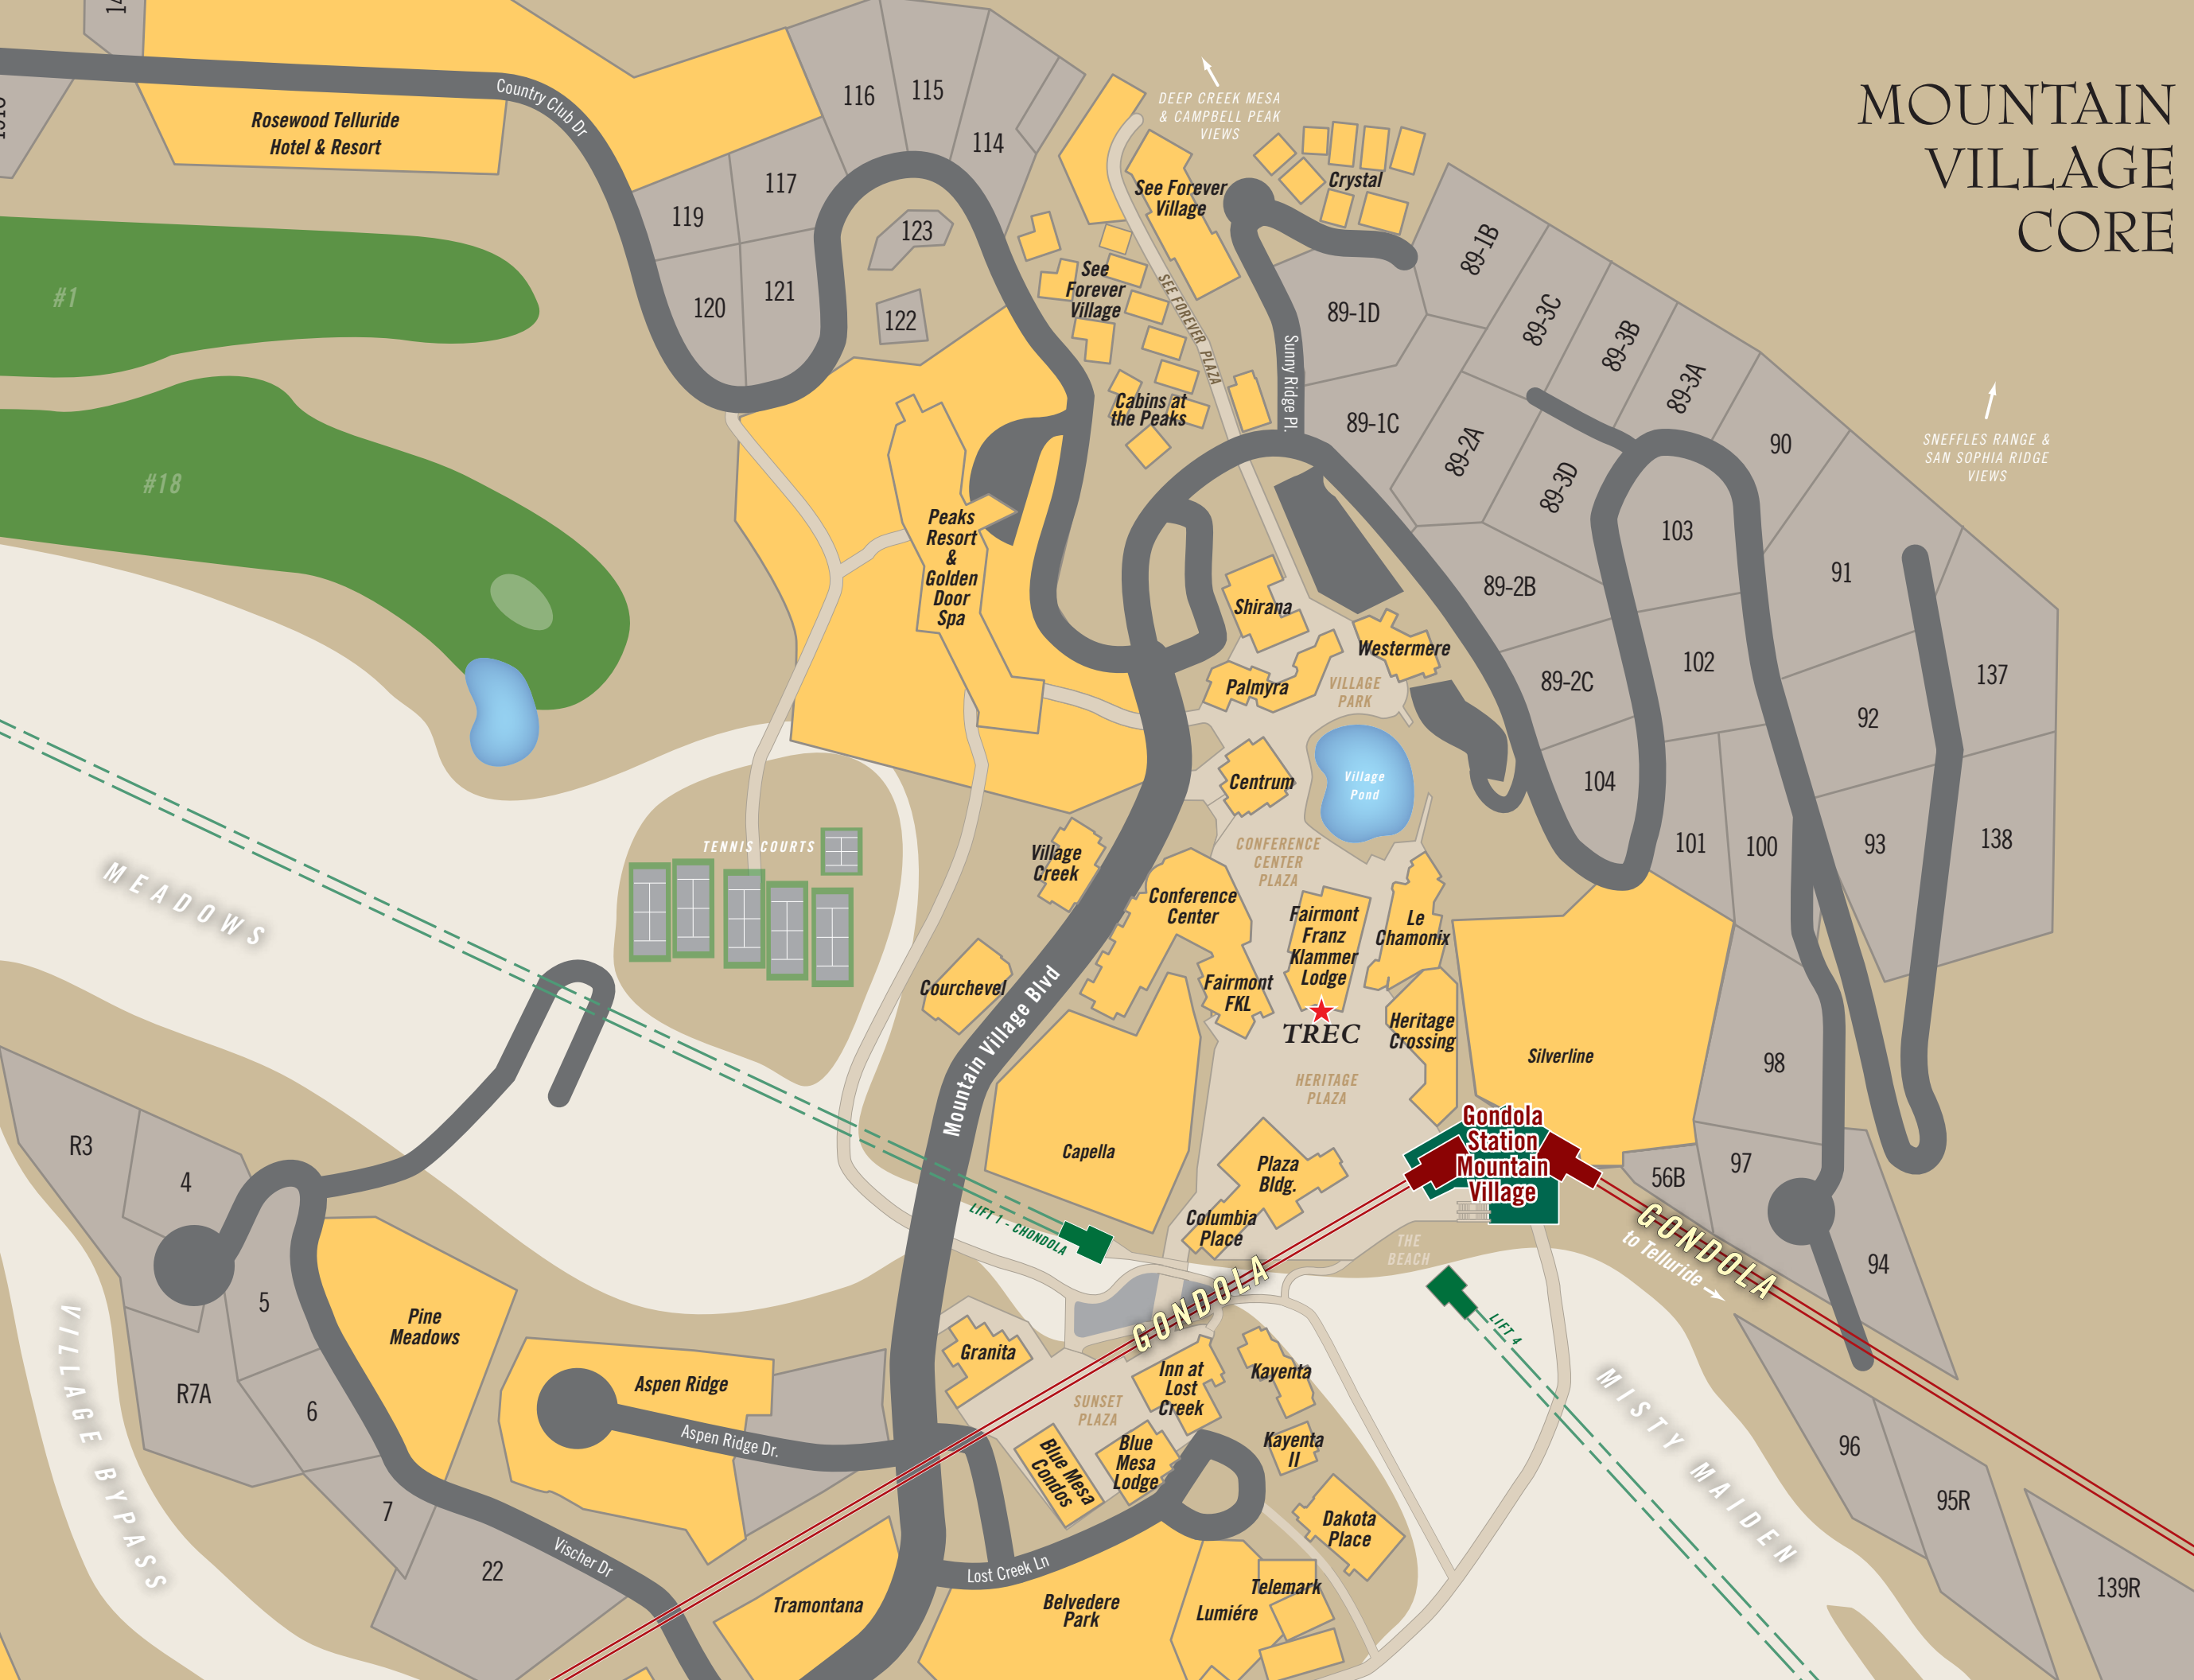 MOUNTAIN
VILLAGE
CORE
DEEP CREEK MESA
& CAMPBELL PEAK
VIEWS
SNEFFLES RANGE &
SAN SOPHIA RIDGE
VIEWS
Country Club Dr
Rosewood Telluride
Hotel & Resort
116
115
114
117
119
123
120
121
122
See Forever
Village
Crystal
See
Forever
Village
SEE FOREVER PLAZA
Cabins at
the Peaks
Sunny Ridge Pl.
89-1B
89-1D
89-3C
89-3B
89-3A
89-1C
89-2A
89-3D
90
103
91
89-2B
102
89-2C
137
92
104
101
100
93
138
98
97
56B
94
96
95R
139R
#1
#18
Peaks
Resort
&
Golden
Door
Spa
Shirana
Westermere
Palmyra
VILLAGE
PARK
Centrum
Village
Pond
CONFERENCE
CENTER
PLAZA
TENNIS COURTS
Village
Creek
Conference
Center
Fairmont
Franz
Klammer
Lodge
Le
Chamonix
Courchevel
Fairmont
FKL
TREC
Heritage
Crossing
Silverline
HERITAGE
PLAZA
Mountain Village Blvd
Capella
Gondola
Station
Mountain
Village
Plaza
Bldg.
Columbia
Place
LIFT 1 - CHONDOLA
THE
BEACH
GONDOLA
GONDOLA
to Telluride
LIFT 4
MISTY MAIDEN
MEADOWS
VILLAGE BYPASS
R3
4
5
R7A
6
7
22
Pine
Meadows
Aspen Ridge
Aspen Ridge Dr.
Vischer Dr
Granita
SUNSET
PLAZA
Inn at
Lost
Creek
Kayenta
Kayenta
II
Blue Mesa
Condos
Blue
Mesa
Lodge
Dakota
Place
Lost Creek Ln
Tramontana
Belvedere
Park
Telemark
Lumiére